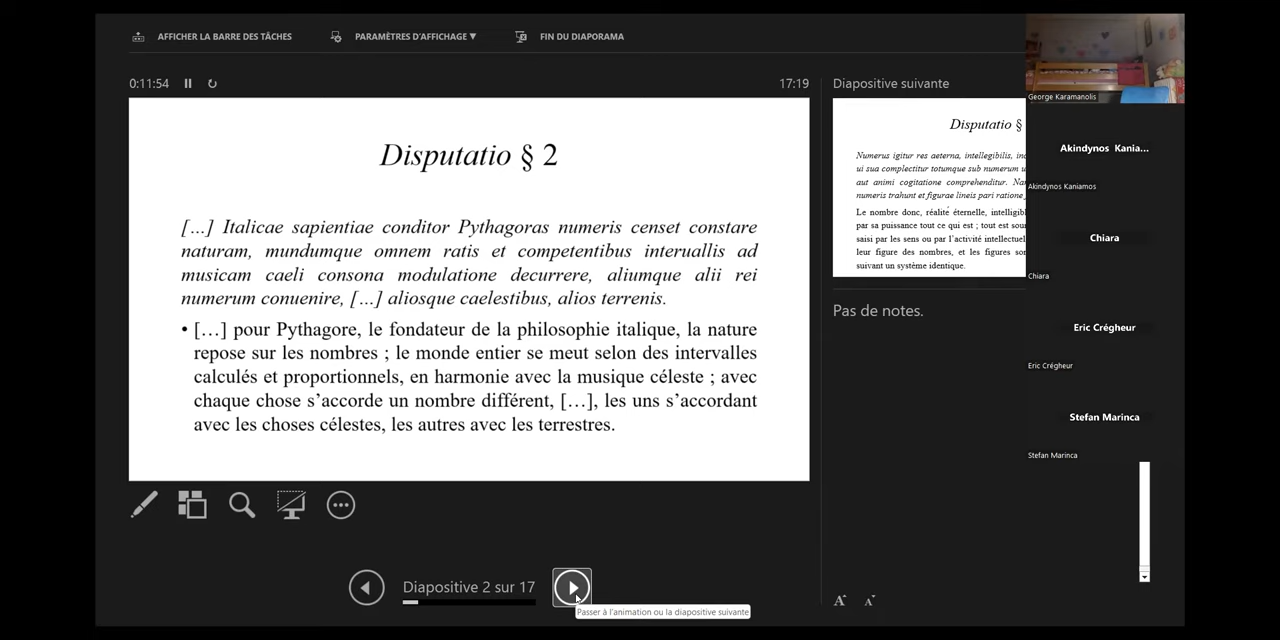 AFFICHER LA BARRE DES TÂCHES
PARAMÈTRES D'AFFICHAGE ▼
FIN DU DIAPORAMA
0:11:54
17:19
Disputatio § 2
[…] Italicae sapientiae conditor Pythagoras numeris censet constare
naturam, mundumque omnem ratis et competentibus interuallis ad
musicam caeli consona modulatione decurrere, aliumque alii rei
numerum conuenire, […] aliosque caelestibus, alios terrenis.
• […] pour Pythagore, le fondateur de la philosophie italique, la nature
repose sur les nombres ; le monde entier se meut selon des intervalles
calculés et proportionnels, en harmonie avec la musique céleste ; avec
chaque chose s'accorde un nombre différent, […], les uns s'accordant
avec les choses célestes, les autres avec les terrestres.
Diapositive 2 sur 17
Passer à l'animation ou la diapositive suivante
Diapositive suivante
Disputatio §
Numerus igitur res aeterna, intellegibilis, inc
ui sua complectitur totumque sub numerum u
aut animi cogitatione comprehenditur. Nam
numeris trahunt et figurae lineis pari ratione
Le nombre donc, réalité éternelle, intelligibl
par sa puissance tout ce qui est ; tout est sour
saisi par les sens ou par l'activité intellectuel
leur figure des nombres, et les figures son
suivant un système identique.
Pas de notes.
A A
George Karamanolis
Akindynos Kania...
Akindynos Kaniamos
Chiara
Chiara
Eric Crégheur
Eric Crégheur
Stefan Marinca
Stefan Marinca